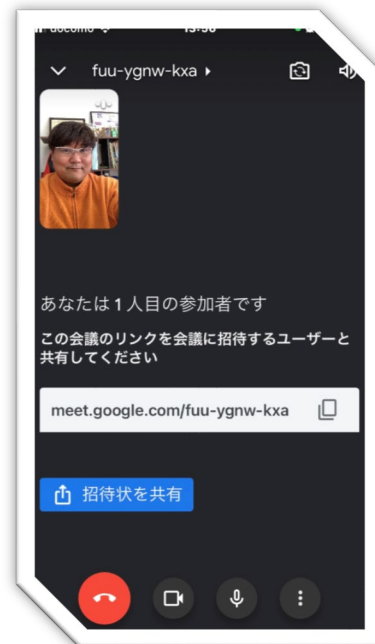 docomo
fuu-ygnw-kxa
あなたは 1 人目の参加者です
この会議のリンクを会議に招待するユーザーと
共有してください
meet.google.com/fuu-ygnw-kxa
招待状を共有